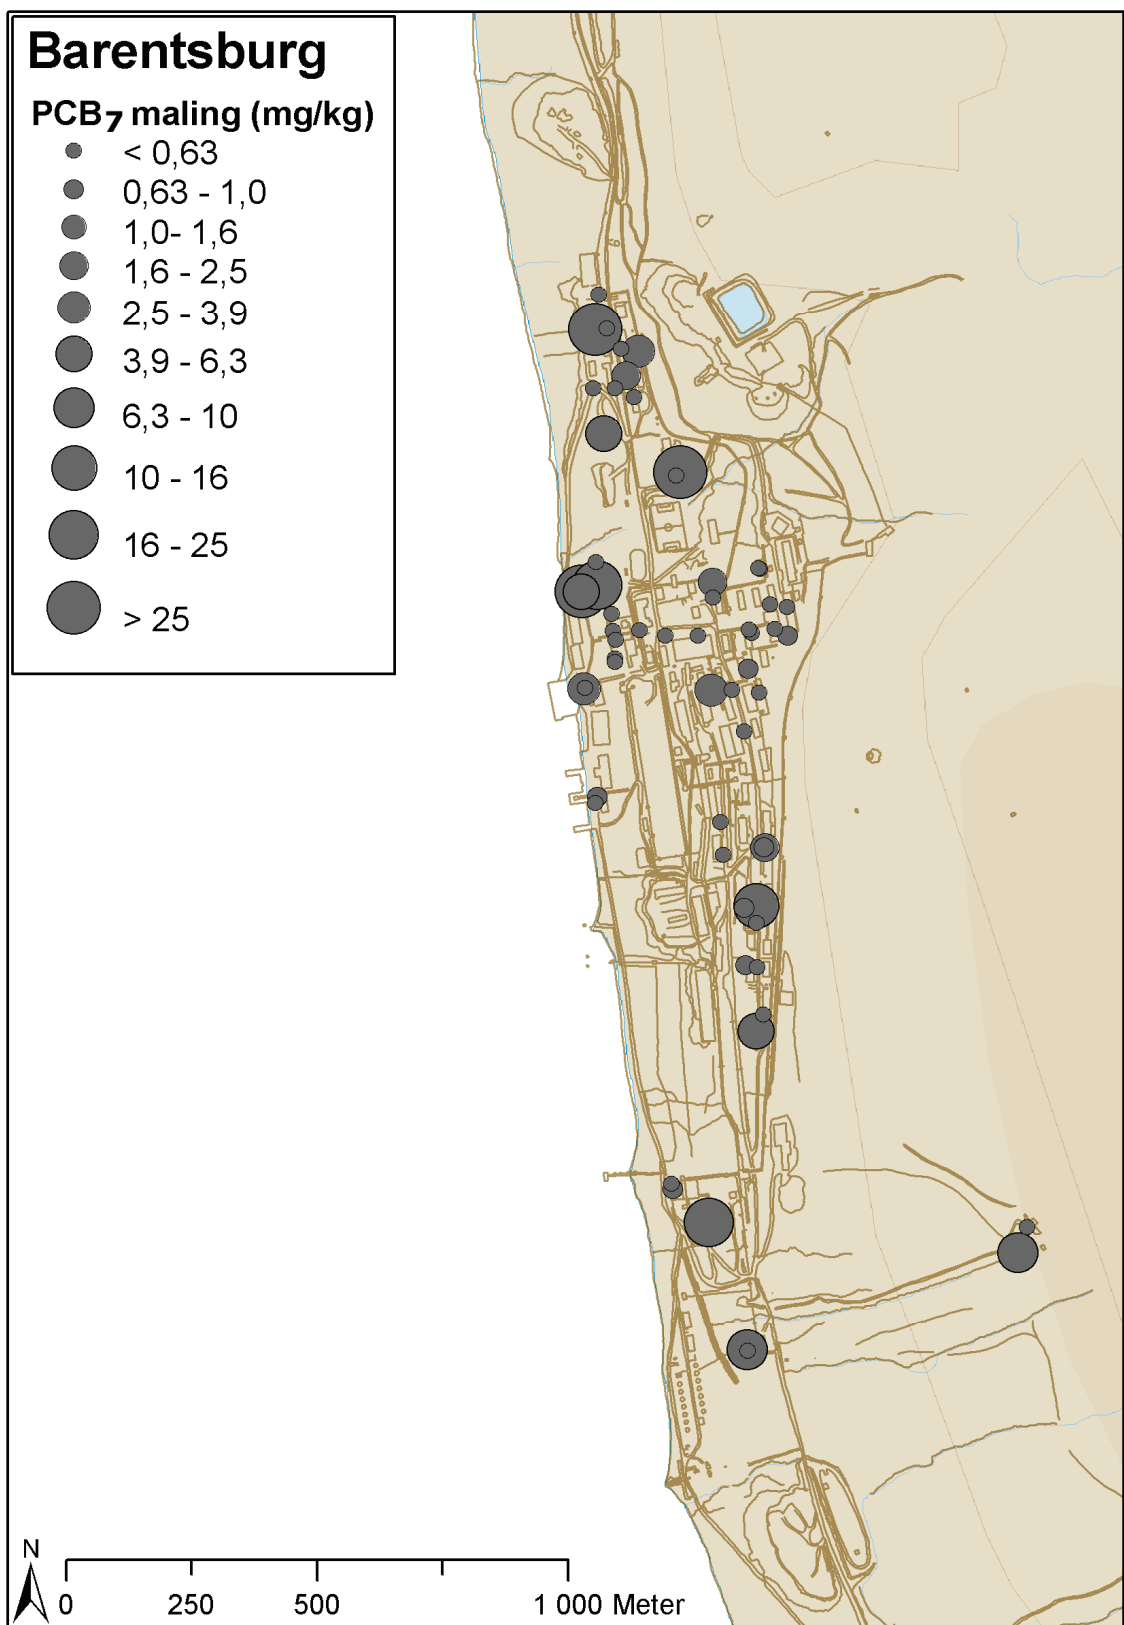 Barentsburg
PCB₇ maling (mg/kg)
< 0,63
0,63 - 1,0
1,0- 1,6
1,6 - 2,5
2,5 - 3,9
3,9 - 6,3
6,3 - 10
10 - 16
16 - 25
> 25
N
0 250 500 1 000 Meter